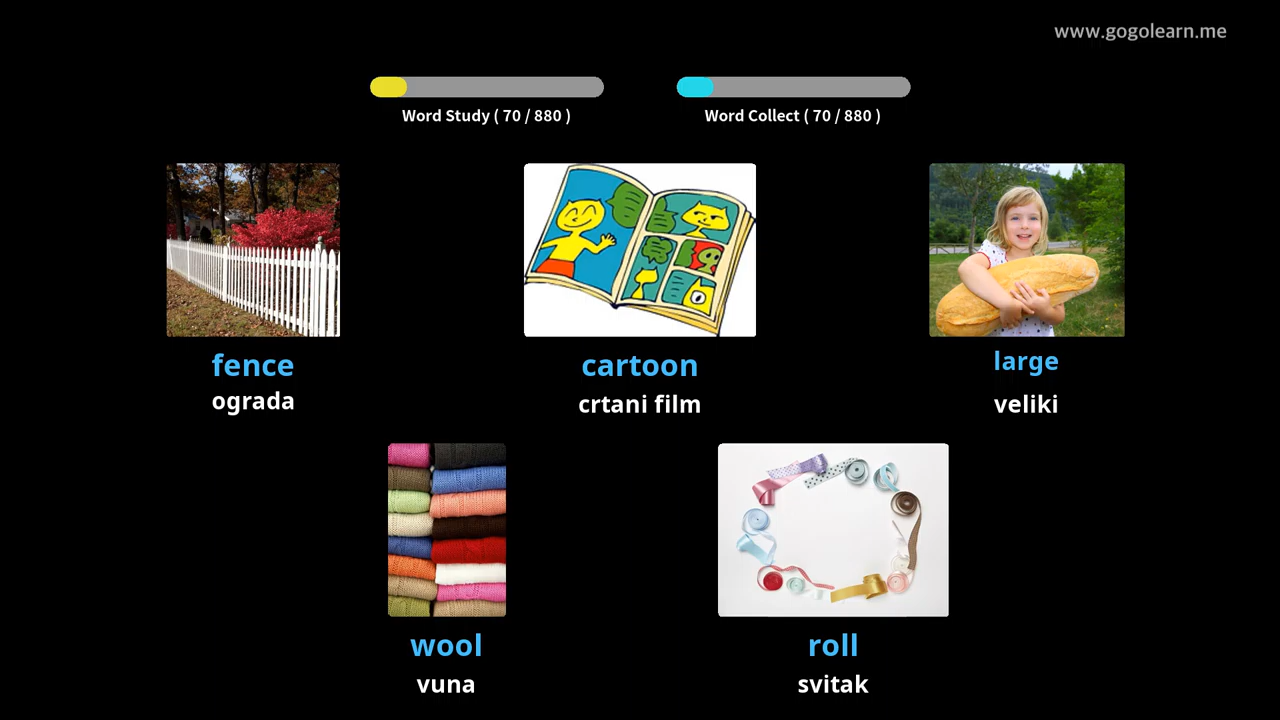 www.gogolearn.me
Word Study ( 70 / 880 )
Word Collect ( 70 / 880 )
fence
ograda
cartoon
crtani film
large
veliki
wool
vuna
roll
svitak